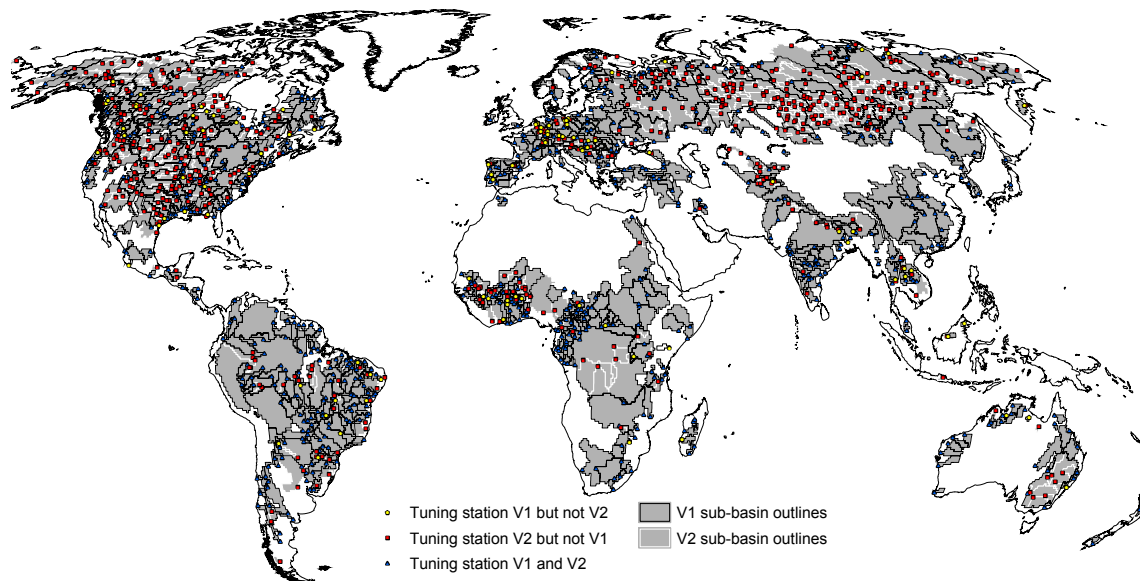 Tuning station V1 but not V2
Tuning station V2 but not V1
Tuning station V1 and V2
V1 sub-basin outlines
V2 sub-basin outlines